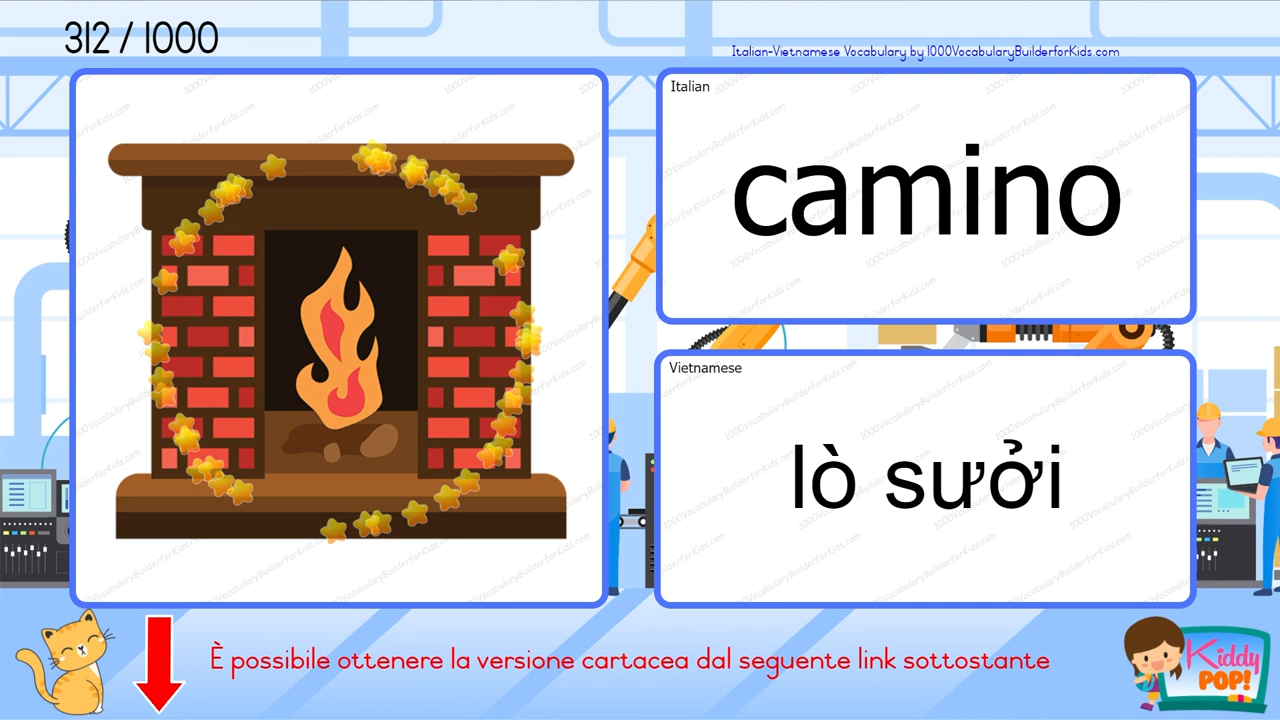 312 / 1000
Italian-Vietnamese Vocabulary by 1000VocabularyBuilderforKids.com
Italian
camino
Vietnamese
lò sưởi
È possibile ottenere la versione cartacea dal seguente link sottostante
Kiddy
POP!